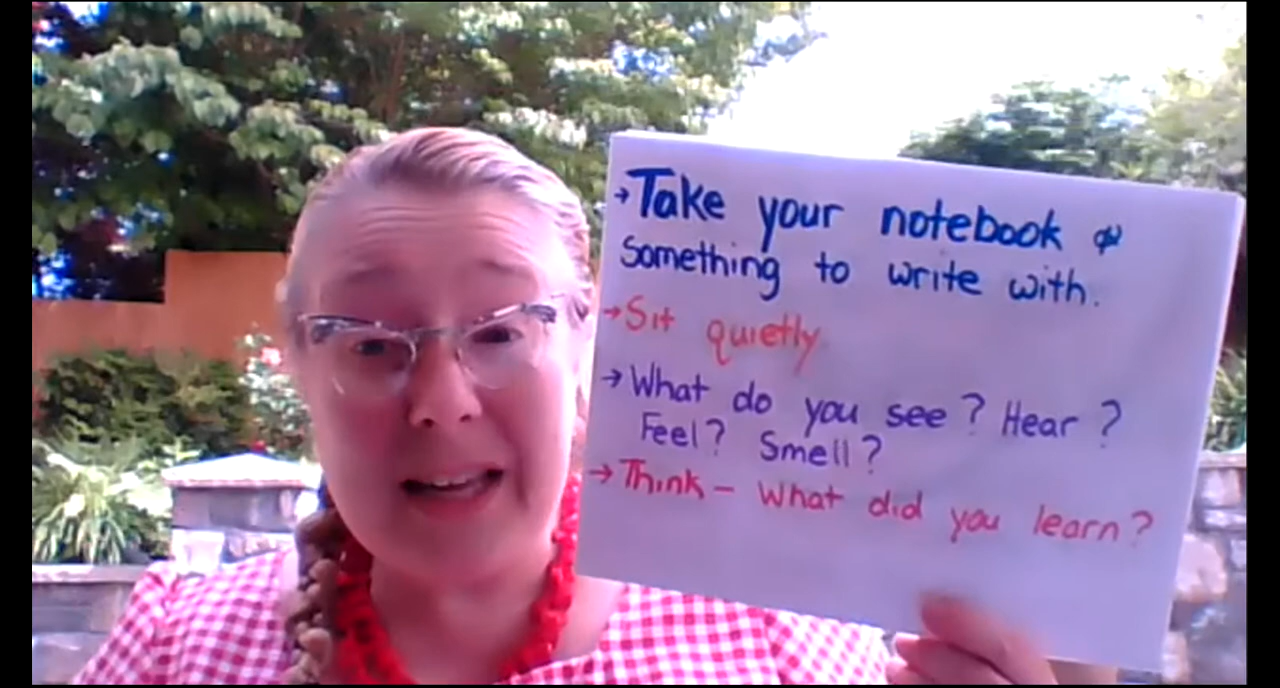 →Take your notebook &
Something to write with.
→Sit quietly
→What do you see? Hear?
Feel? Smell?
→Think - What did you learn?